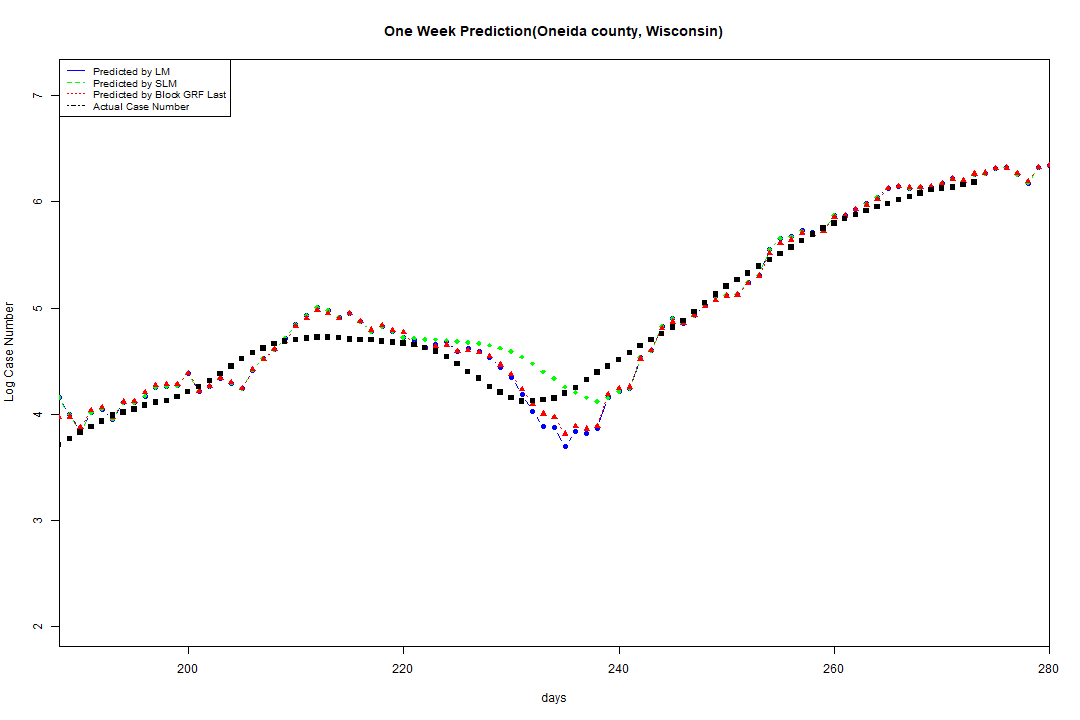 One Week Prediction(Oneida county, Wisconsin)
Predicted by LM
Predicted by SLM
Predicted by Block GRF Last
Actual Case Number
7
6
5
4
3
2
Log Case Number
200 220 240 260 280
days